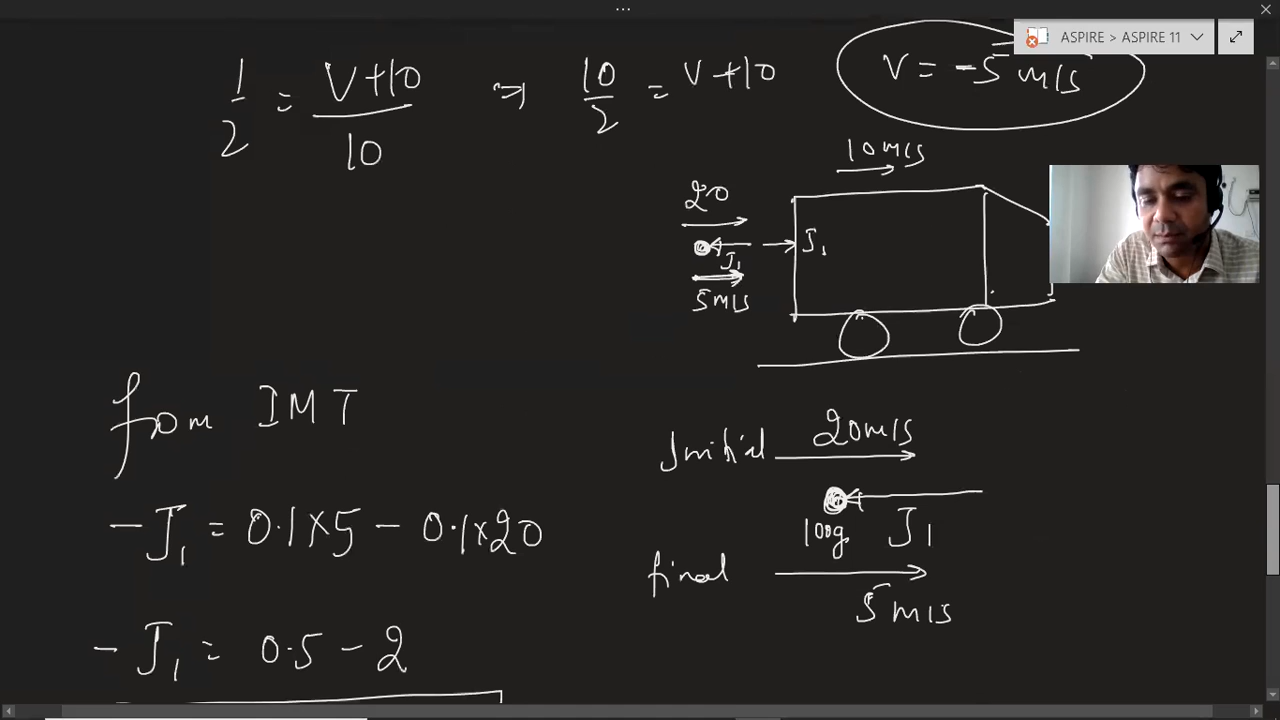 ...
ASPIRE > ASPIRE 11
1/2 = V+10/10 ⇒ 10/2 = V+10
V = -5 m/s
10 m/s
20
J₁
J₁
5 m/s
from IMT
Initial 20 m/s
-J₁ = 0.1×5 - 0.1×20
100g J₁
final
5 m/s
-J₁ = 0.5 - 2